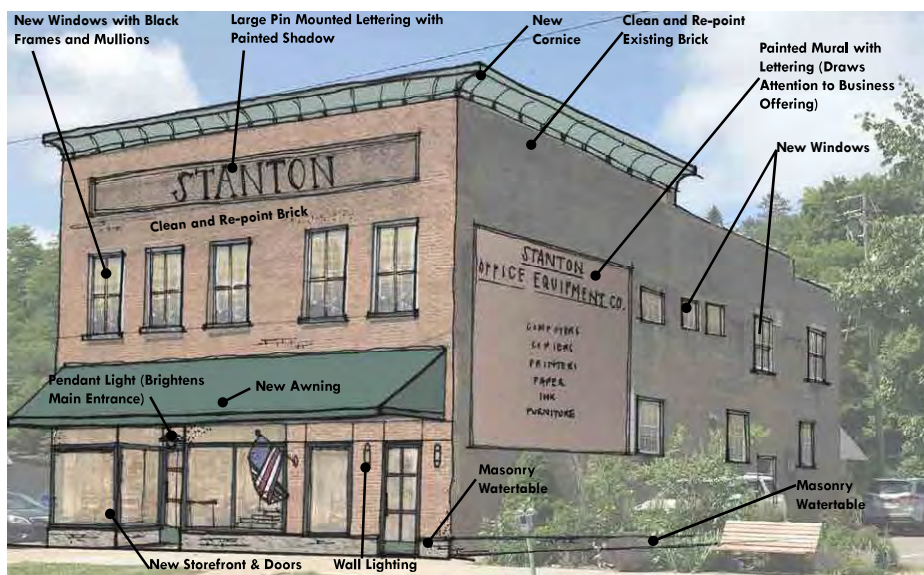 New Windows with Black
Frames and Mullions
Large Pin Mounted Lettering with
Painted Shadow
New
Cornice
Clean and Re-point
Existing Brick
Painted Mural with
Lettering (Draws
Attention to Business
Offering)
New Windows
STANTON
Clean and Re-point Brick
STANTON
OFFICE EQUIPMENT CO.
COMPUTERS
COPIERS
PRINTERS
PAPER
INK
FURNITURE
Pendant Light (Brightens
Main Entrance)
New Awning
Masonry
Watertable
Masonry
Watertable
New Storefront & Doors
Wall Lighting